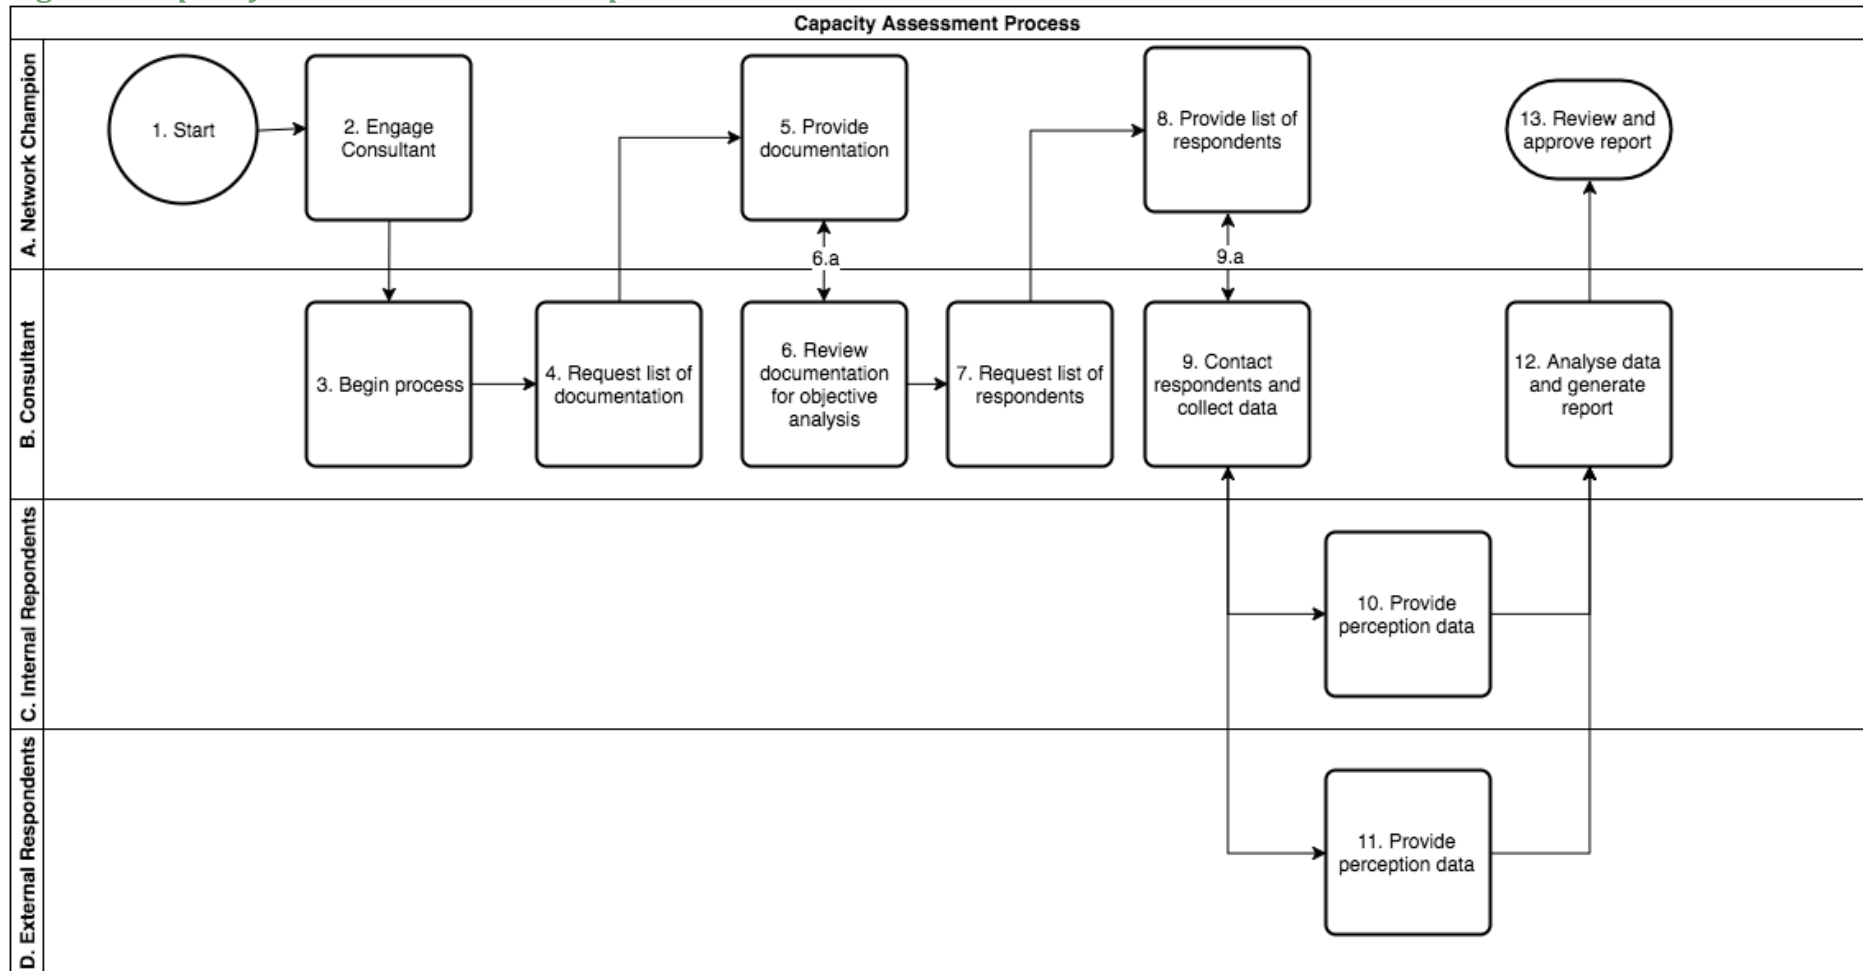 Capacity Assessment Process
A. Network Champion
1. Start
2. Engage
Consultant
5. Provide
documentation
8. Provide list of
respondents
13. Review and
approve report
6.a
9.a
B. Consultant
3. Begin process
4. Request list of
documentation
6. Review
documentation
for objective
analysis
7. Request list of
respondents
9. Contact
respondents and
collect data
12. Analyse data
and generate
report
C. Internal Repondents
10. Provide
perception data
D. External Respondents
11. Provide
perception data